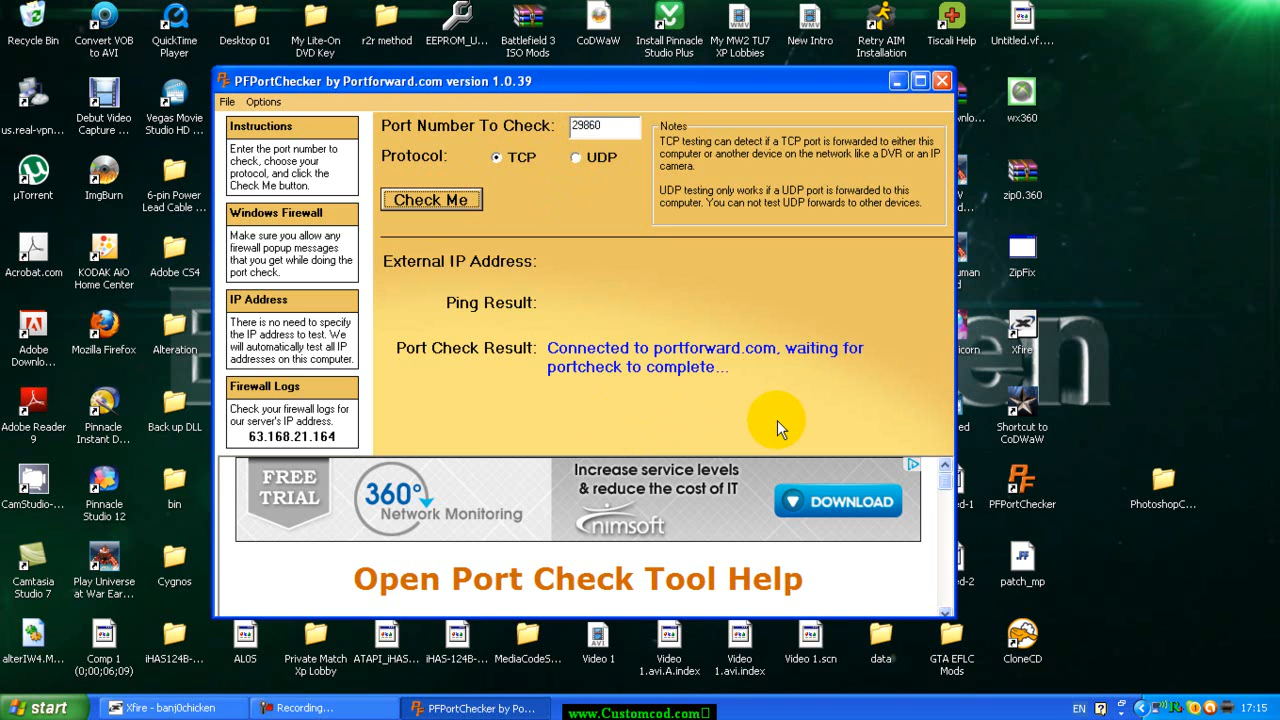 Recycle Bin
Convert VOB to AVI
QuickTime Player
Desktop 01
My Lite-On DVD Key
r2r method
EEPROM_U...
Battlefield 3 ISO Mods
CoDWaW
Install Pinnacle Studio Plus
My MW2 TU7 XP Lobbies
New Intro
Retry AIM Installation
Tiscali Help
Untitled.vf...
PFPortChecker by Portforward.com version 1.0.39
File Options
Instructions
Enter the port number to
check, choose your
protocol, and click the
Check Me button.
Windows Firewall
Make sure you allow any
firewall popup messages
that you get while doing the
port check.
IP Address
There is no need to specify
the IP address to test. We
will automatically test all IP
addresses on this computer.
Firewall Logs
Check your firewall logs for
our server's IP address.
63.168.21.164
Port Number To Check: 29860
Protocol: TCP UDP
Check Me
Notes
TCP testing can detect if a TCP port is forwarded to either this
computer or another device on the network like a DVR or an IP
camera.
UDP testing only works if a UDP port is forwarded to this
computer. You can not test UDP forwards to other devices.
External IP Address:
Ping Result:
Port Check Result: Connected to portforward.com, waiting for
portcheck to complete...
FREE
TRIAL
360°
Network Monitoring
Increase service levels
& reduce the cost of IT
nimsoft
DOWNLOAD
Open Port Check Tool Help
us.real-vpn...
Debut Video Capture ...
Vegas Movie Studio HD ...
wx360
µTorrent
ImgBurn
6-pin Power Lead Cable ...
zip0.360
Acrobat.com
KODAK AiO Home Center
Adobe CS4
ZipFix
Adobe Downlo...
Mozilla Firefox
Alteration
Xfire
Adobe Reader 9
Pinnacle Instant D...
Back up DLL
Shortcut to CoDWaW
CamStudio-...
Pinnacle Studio 12
bin
PFPortChecker
PhotoshopC...
Camtasia Studio 7
Play Universe at War Ear...
Cygnos
.FF
patch_mp
alterIW4.M...
Comp 1 (0;00;06;09)
iHAS124B-...
ALOS
Private Match Xp Lobby
ATAPI_iHAS...
iHAS-124B-...
MediaCodeS...
Video 1
Video 1.avi.A.index
Video 1.avi.index
Video 1.scn
data
GTA EFLC Mods
CloneCD
start
Xfire - banj0chicken
Recording...
PFPortChecker by Po...
www.Customcod.com
EN
17:15